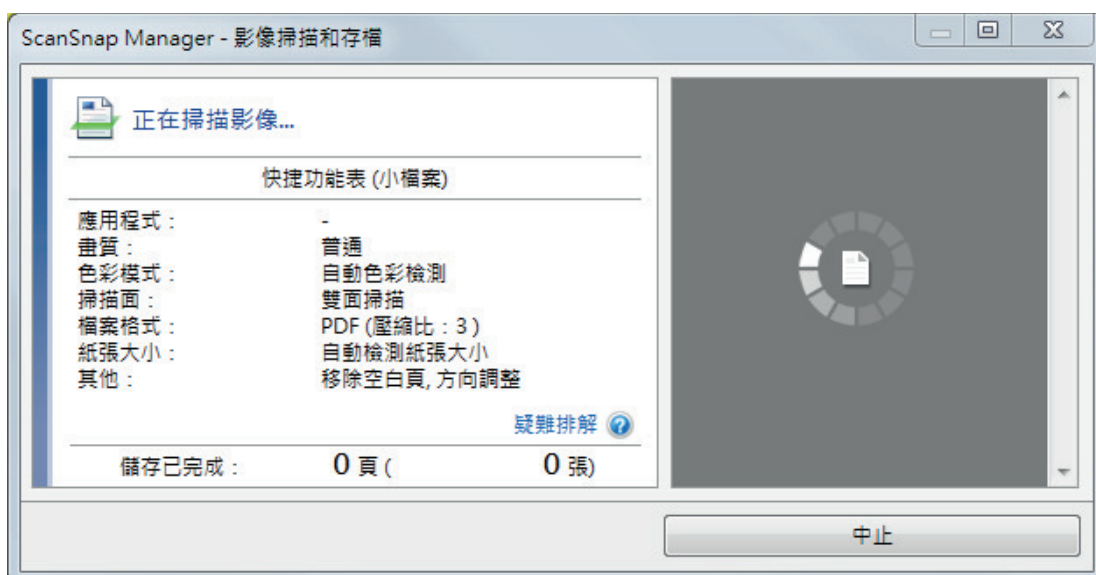 ScanSnap Manager - 影像掃描和存檔
正在掃描影像...
快捷功能表 (小檔案)
應用程式 : -
畫質 : 普通
色彩模式 : 自動色彩檢測
掃描面 : 雙面掃描
檔案格式 : PDF (壓縮比 : 3 )
紙張大小 : 自動檢測紙張大小
其他 : 移除空白頁, 方向調整
疑難排解
儲存已完成 : 0 頁 ( 0 張)
中止